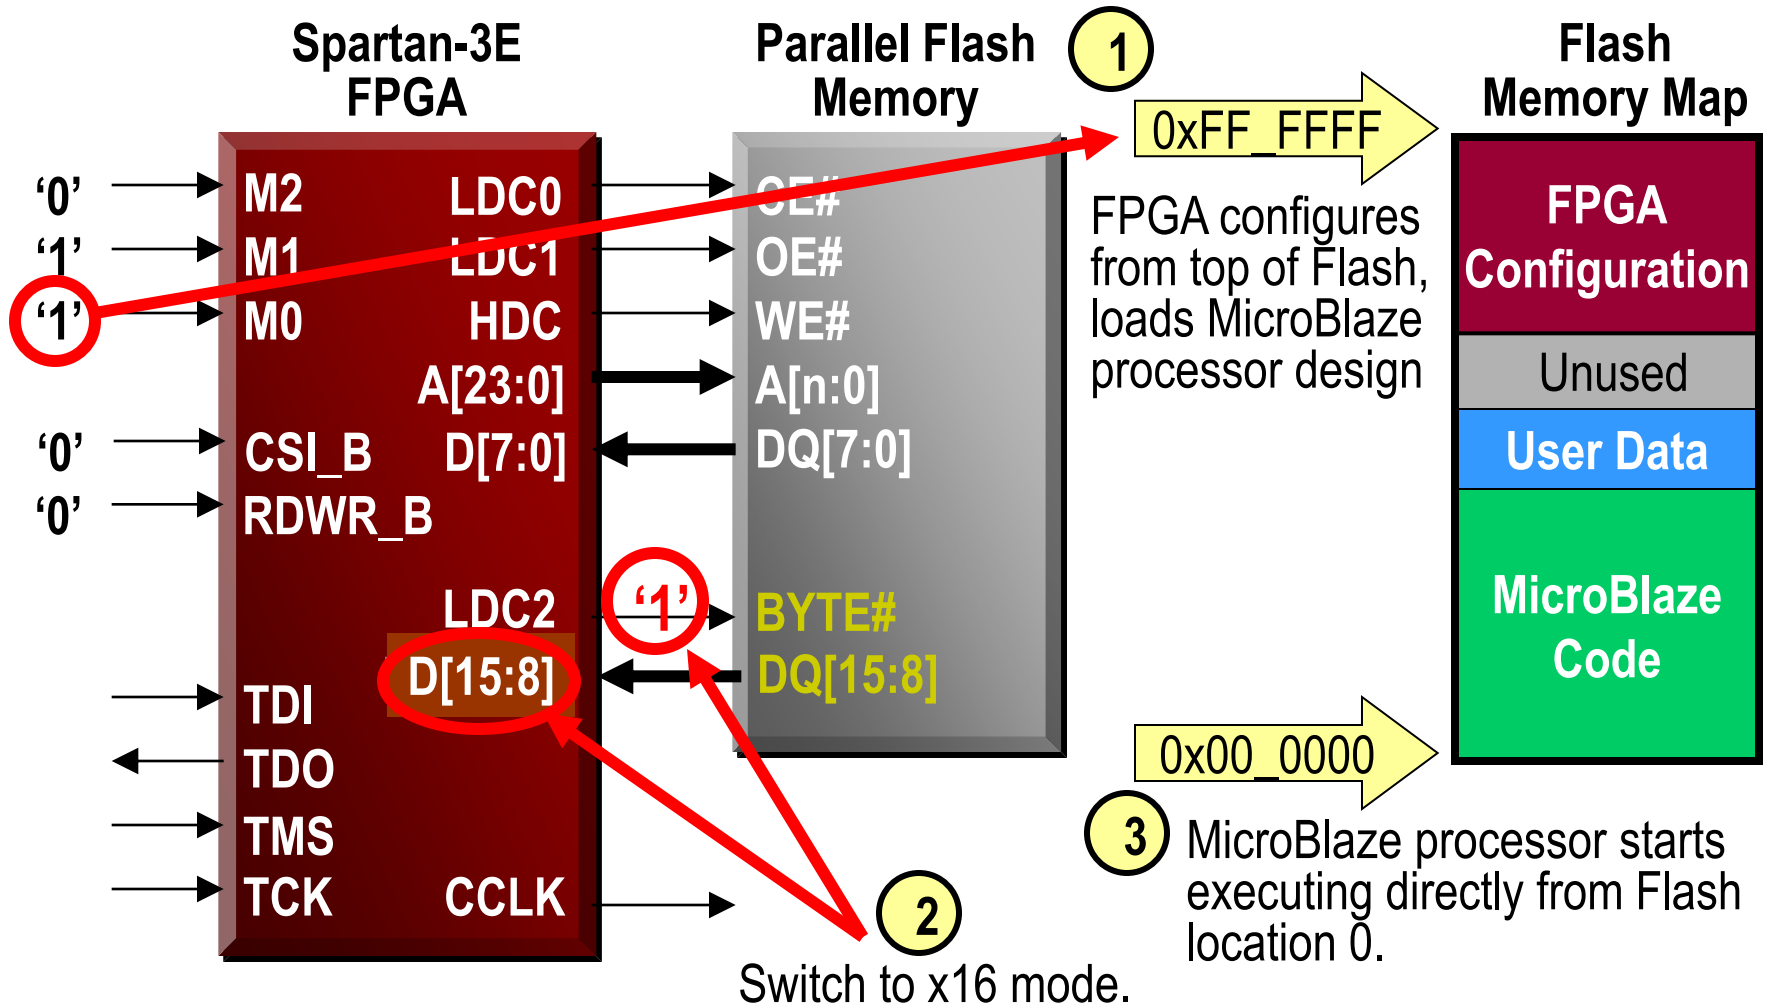 Spartan-3E
FPGA
Parallel Flash
Memory
1
Flash
Memory Map
0xFF_FFFF
‘0’
M2
LDC0
CE#
‘1’
M1
LDC1
OE#
‘1’
M0
HDC
WE#
A[23:0]
A[n:0]
‘0’
CSI_B
D[7:0]
DQ[7:0]
‘0’
RDWR_B
LDC2
‘1’
BYTE#
D[15:8]
DQ[15:8]
TDI
TDO
TMS
TCK
CCLK
FPGA configures
from top of Flash,
loads MicroBlaze
processor design
FPGA
Configuration
Unused
User Data
MicroBlaze
Code
0x00_0000
2
Switch to x16 mode.
3
MicroBlaze processor starts
executing directly from Flash
location 0.